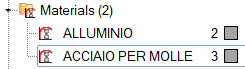 Materials (2)
ALLUMINIO 2
ACCIAIO PER MOLLE 3